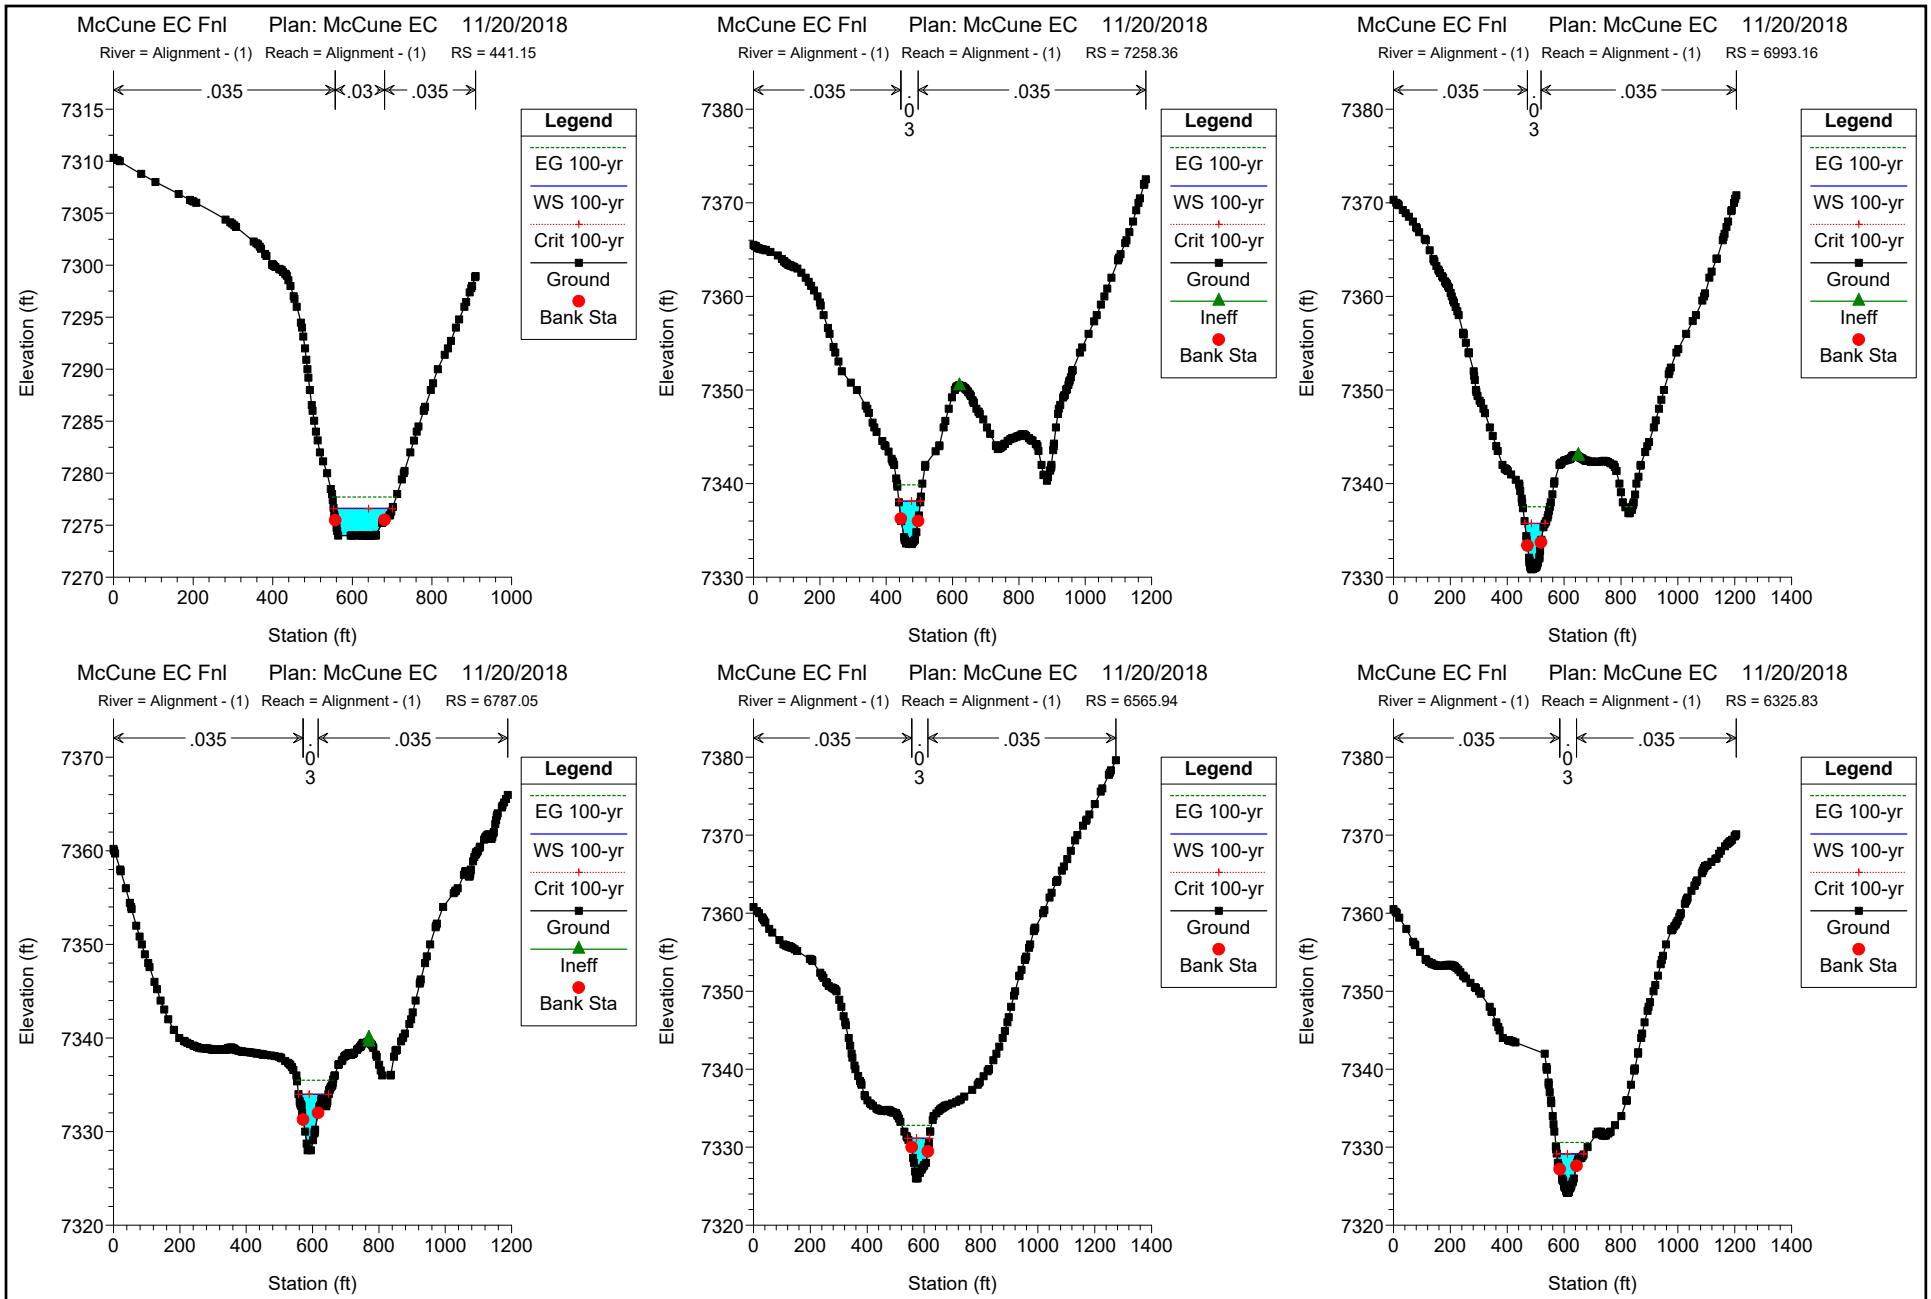 McCune EC Fnl Plan: McCune EC 11/20/2018
River = Alignment - (1) Reach = Alignment - (1) RS = 441.15
.035 .03 .035
7315
7310
7305
7300
7295
7290
7285
7280
7275
7270
0 200 400 600 800 1000
Station (ft)
Elevation (ft)
Legend
EG 100-yr
WS 100-yr
Crit 100-yr
Ground
Bank Sta
McCune EC Fnl Plan: McCune EC 11/20/2018
River = Alignment - (1) Reach = Alignment - (1) RS = 7258.36
.035 .03 .035
7380
7370
7360
7350
7340
7330
0 200 400 600 800 1000 1200
Station (ft)
Elevation (ft)
Legend
EG 100-yr
WS 100-yr
Crit 100-yr
Ground
Ineff
Bank Sta
McCune EC Fnl Plan: McCune EC 11/20/2018
River = Alignment - (1) Reach = Alignment - (1) RS = 6993.16
.035 .03 .035
7380
7370
7360
7350
7340
7330
0 200 400 600 800 1000 1200 1400
Station (ft)
Elevation (ft)
Legend
EG 100-yr
WS 100-yr
Crit 100-yr
Ground
Ineff
Bank Sta
McCune EC Fnl Plan: McCune EC 11/20/2018
River = Alignment - (1) Reach = Alignment - (1) RS = 6787.05
.035 .03 .035
7370
7360
7350
7340
7330
7320
0 200 400 600 800 1000 1200
Station (ft)
Elevation (ft)
Legend
EG 100-yr
WS 100-yr
Crit 100-yr
Ground
Ineff
Bank Sta
McCune EC Fnl Plan: McCune EC 11/20/2018
River = Alignment - (1) Reach = Alignment - (1) RS = 6565.94
.035 .03 .035
7380
7370
7360
7350
7340
7330
7320
0 200 400 600 800 1000 1200 1400
Station (ft)
Elevation (ft)
Legend
EG 100-yr
WS 100-yr
Crit 100-yr
Ground
Bank Sta
McCune EC Fnl Plan: McCune EC 11/20/2018
River = Alignment - (1) Reach = Alignment - (1) RS = 6325.83
.035 .03 .035
7380
7370
7360
7350
7340
7330
7320
0 200 400 600 800 1000 1200 1400
Station (ft)
Elevation (ft)
Legend
EG 100-yr
WS 100-yr
Crit 100-yr
Ground
Bank Sta